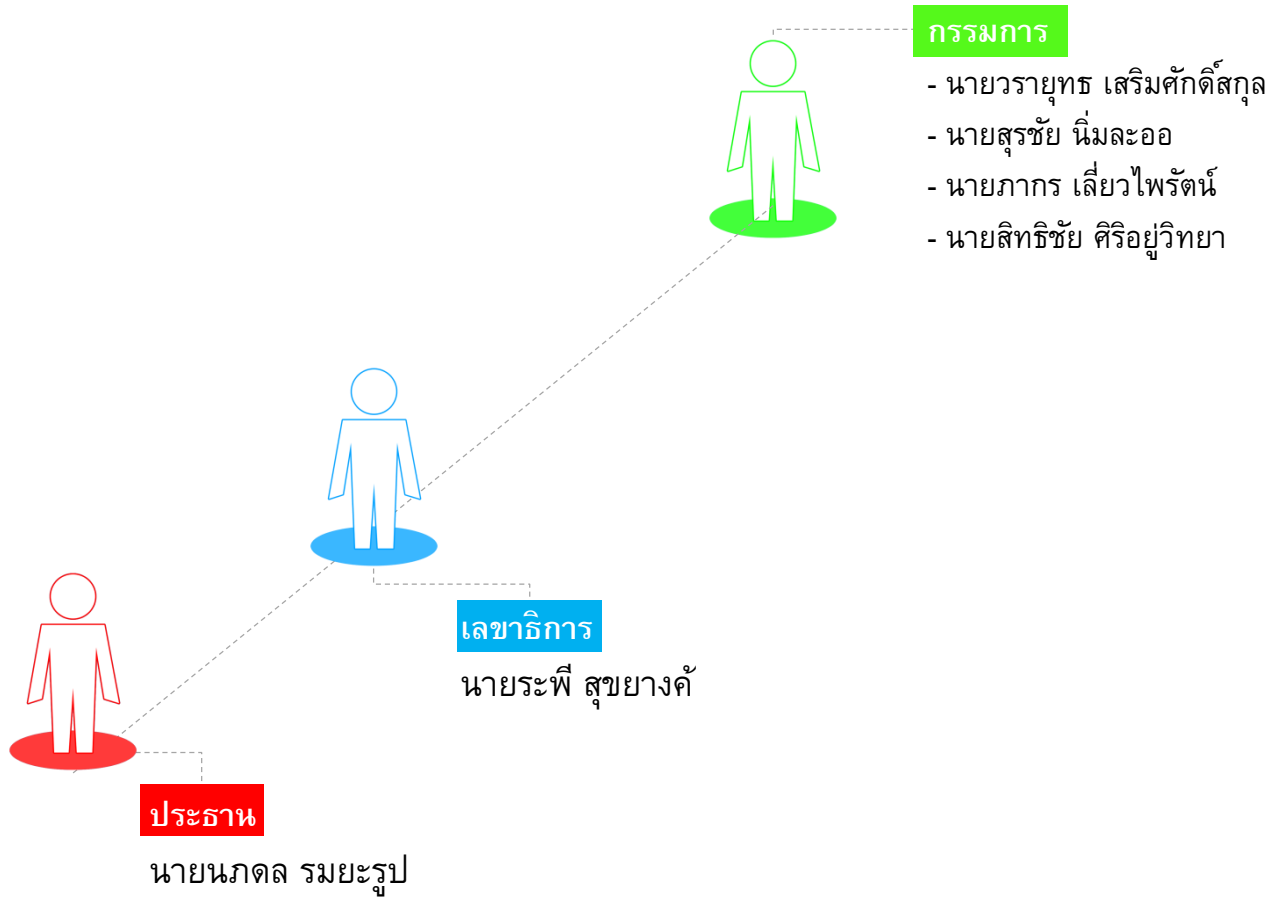 กรรมการ
- นายวรายุทธ เสริมศักดิ์สกุล
- นายสุรชัย นิ่มละออ
- นายภากร เลี่ยวไพรัตน์
- นายสิทธิชัย ศิริอยู่วิทยา
เลขาธิการ
นายระพี สุขยางค์
ประธาน
นายนภดล รมยะรูป